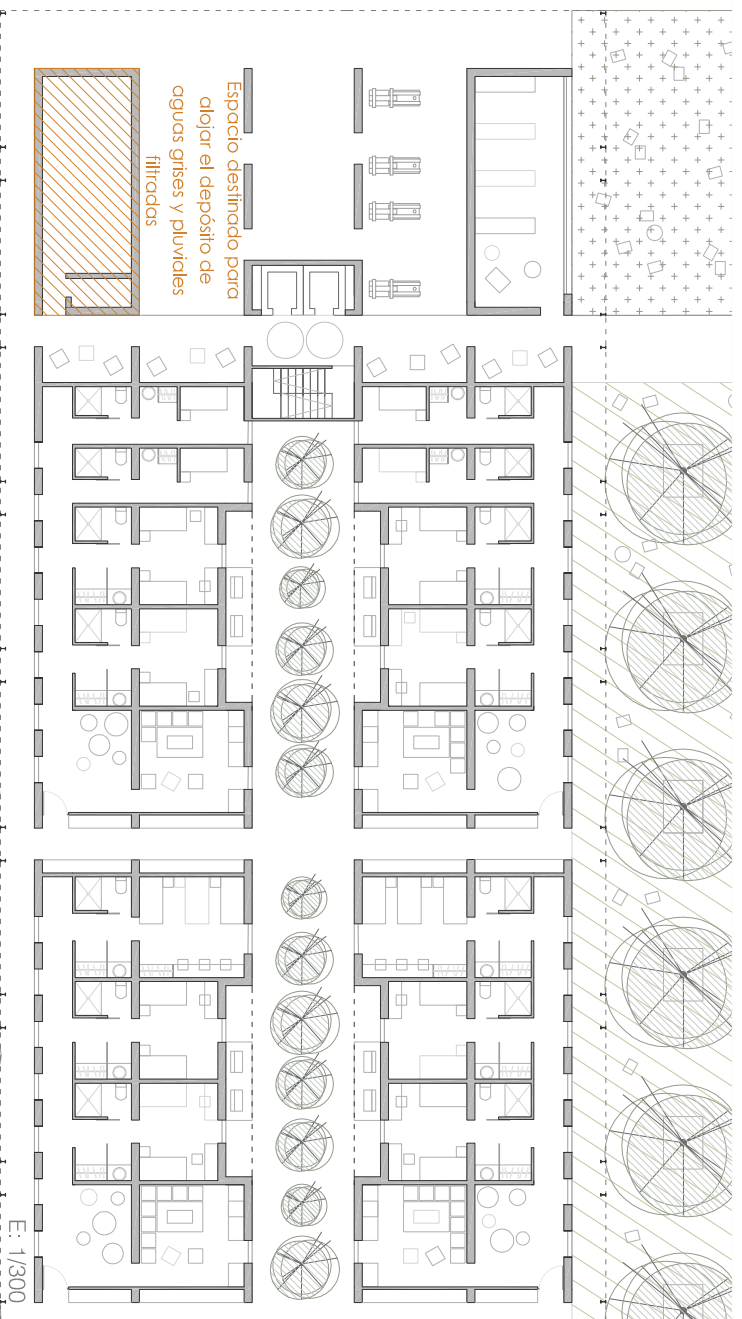 Espacio destinado para
alojar el depósito de
aguas grises y pluviales
filtradas
E: 1/300